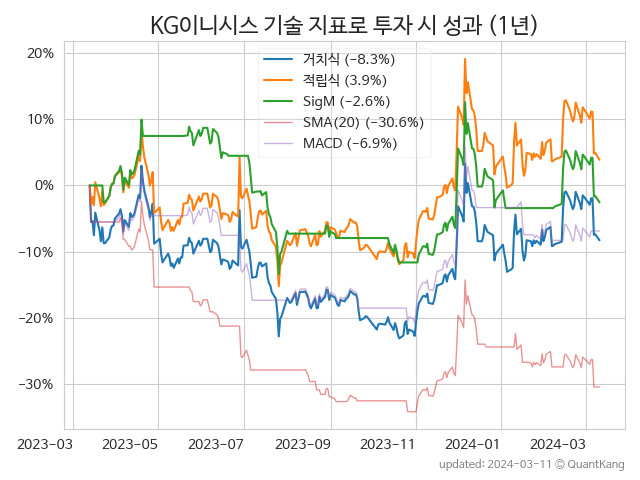 KG이니시스 기술 지표로 투자 시 성과 (1년)
20%
10%
0%
−10%
−20%
−30%
거치식 (−8.3%)
적립식 (3.9%)
SigM (−2.6%)
SMA(20) (−30.6%)
MACD (−6.9%)
2023-03
2023-05
2023-07
2023-09
2023-11
2024-01
2024-03
updated: 2024-03-11 © QuantKang